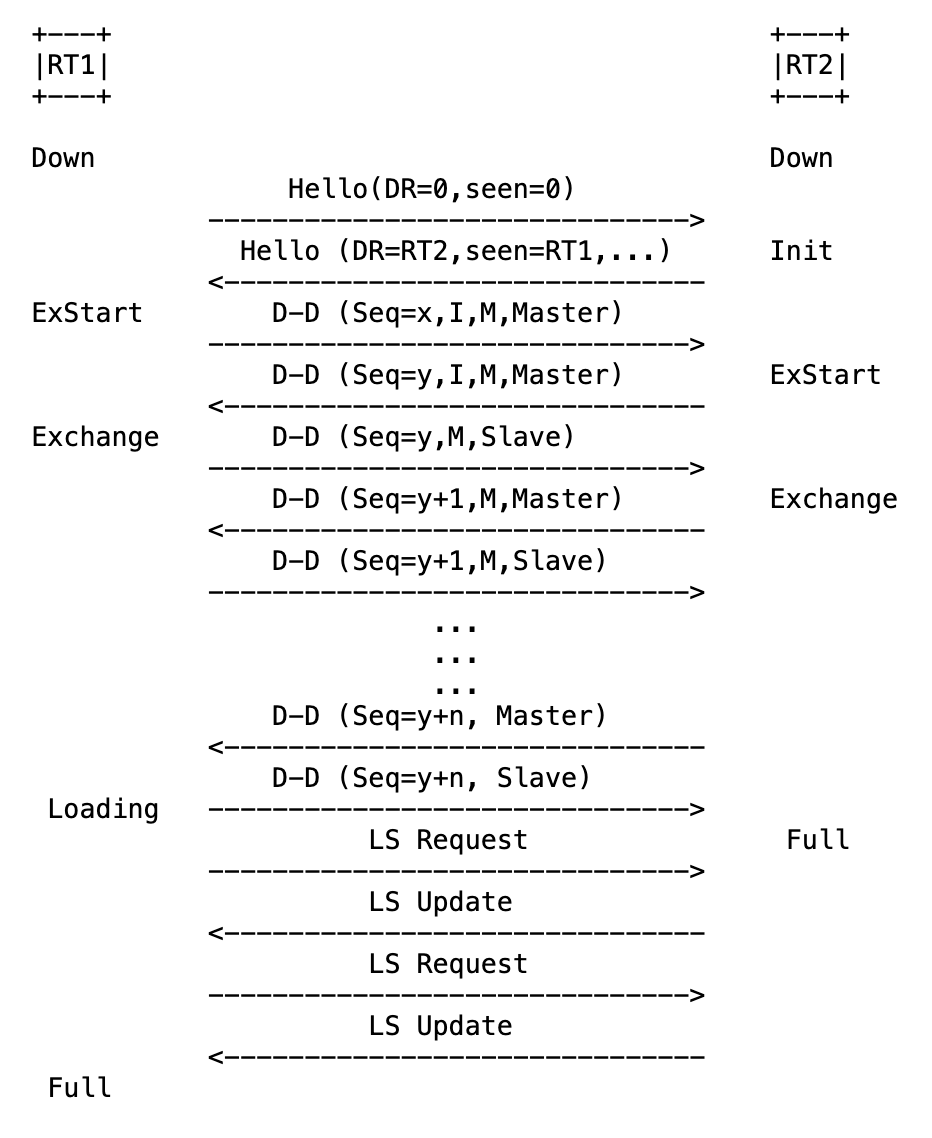 +---+                                         +---+
|RT1|                                         |RT2|
+---+                                         +---+
Down                                          Down
                Hello(DR=0,seen=0)
           ------------------------------>
             Hello (DR=RT2,seen=RT1,...)      Init
           <------------------------------
ExStart        D-D (Seq=x,I,M,Master)
           ------------------------------>
               D-D (Seq=y,I,M,Master)         ExStart
           <------------------------------
Exchange       D-D (Seq=y,M,Slave)
           ------------------------------>
               D-D (Seq=y+1,M,Master)         Exchange
           <------------------------------
               D-D (Seq=y+1,M,Slave)
           ------------------------------>
                         ...
                         ...
                         ...
               D-D (Seq=y+n, Master)
           <------------------------------
               D-D (Seq=y+n, Slave)
 Loading   ------------------------------>
                     LS Request                Full
           ------------------------------>
                     LS Update
           <------------------------------
                     LS Request
           ------------------------------>
                     LS Update
           <------------------------------
 Full